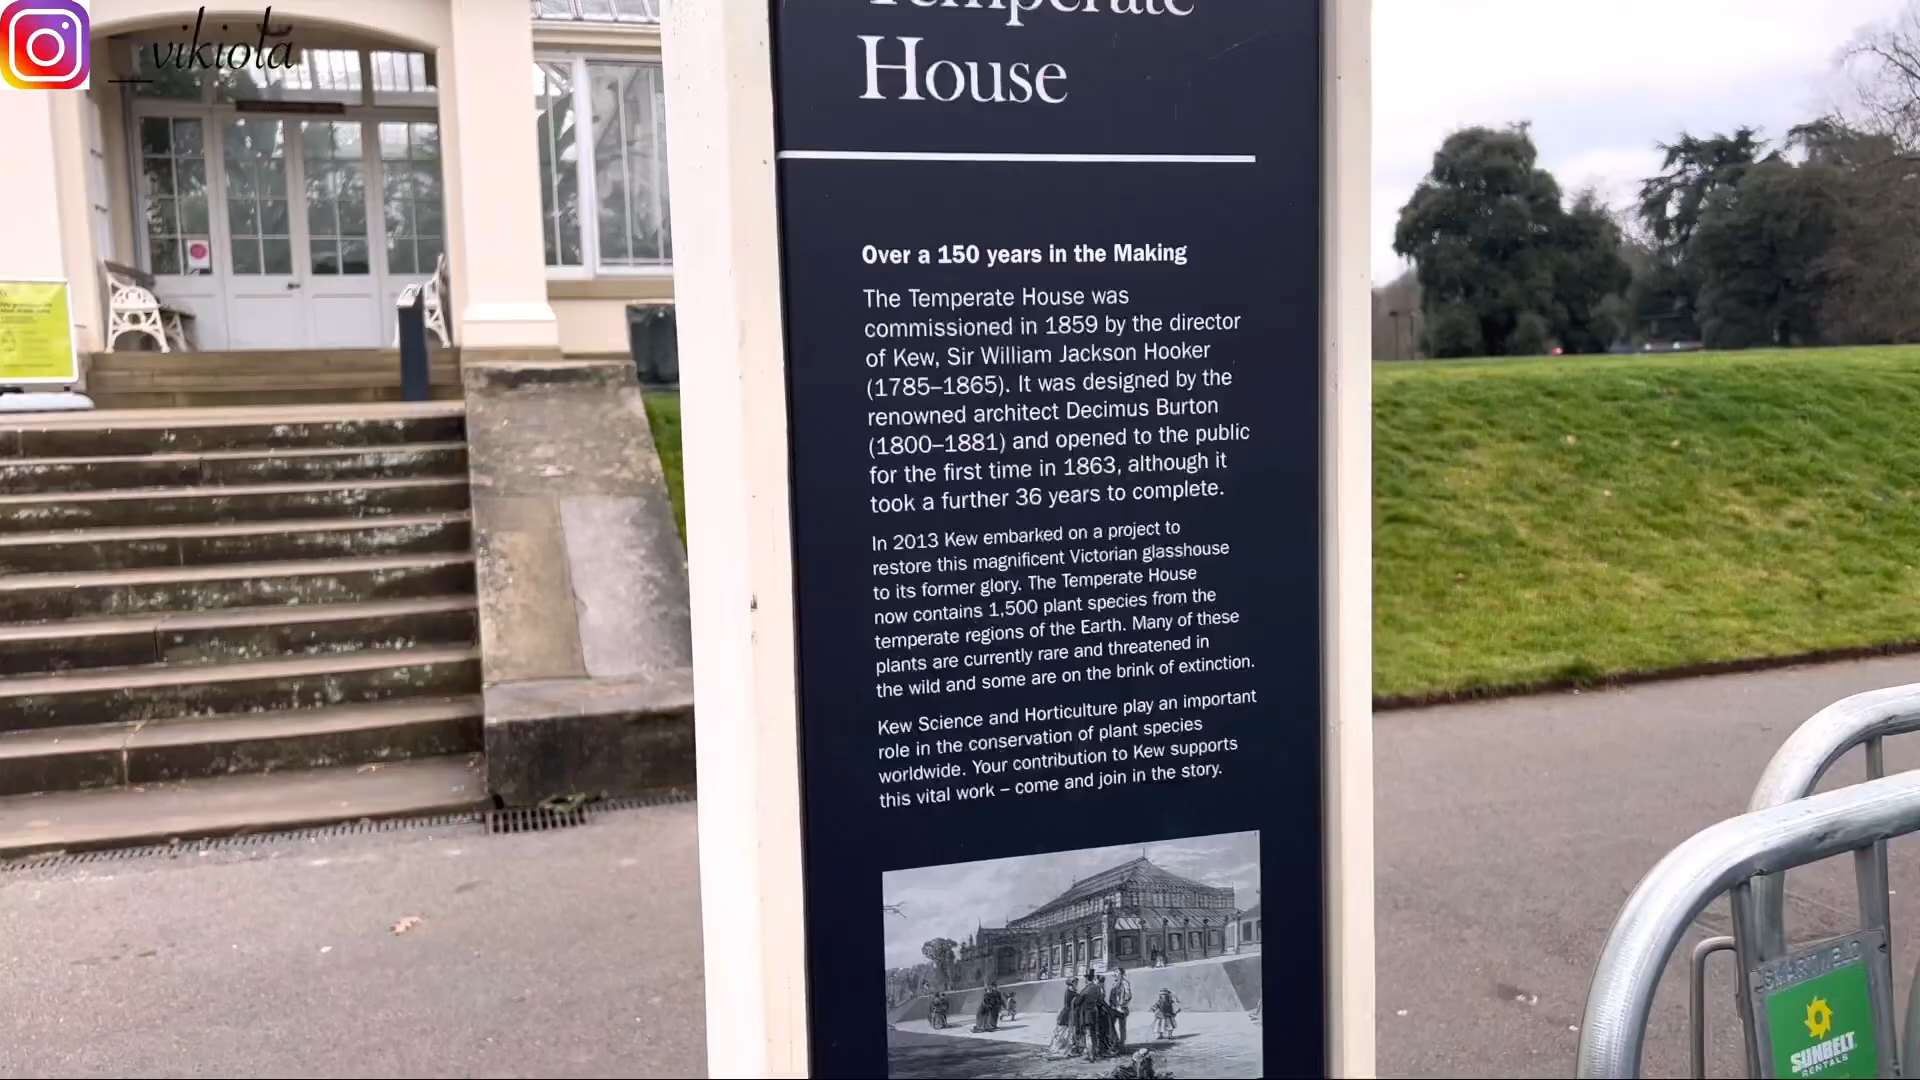 __vikiota
Temperate
House
Over a 150 years in the Making
The Temperate House was
commissioned in 1859 by the director
of Kew, Sir William Jackson Hooker
(1785–1865). It was designed by the
renowned architect Decimus Burton
(1800–1881) and opened to the public
for the first time in 1863, although it
took a further 36 years to complete.
In 2013 Kew embarked on a project to
restore this magnificent Victorian glasshouse
to its former glory. The Temperate House
now contains 1,500 plant species from the
temperate regions of the Earth. Many of these
plants are currently rare and threatened in
the wild and some are on the brink of extinction.
Kew Science and Horticulture play an important
role in the conservation of plant species
worldwide. Your contribution to Kew supports
this vital work – come and join in the story.
SUNBELT
RENTALS